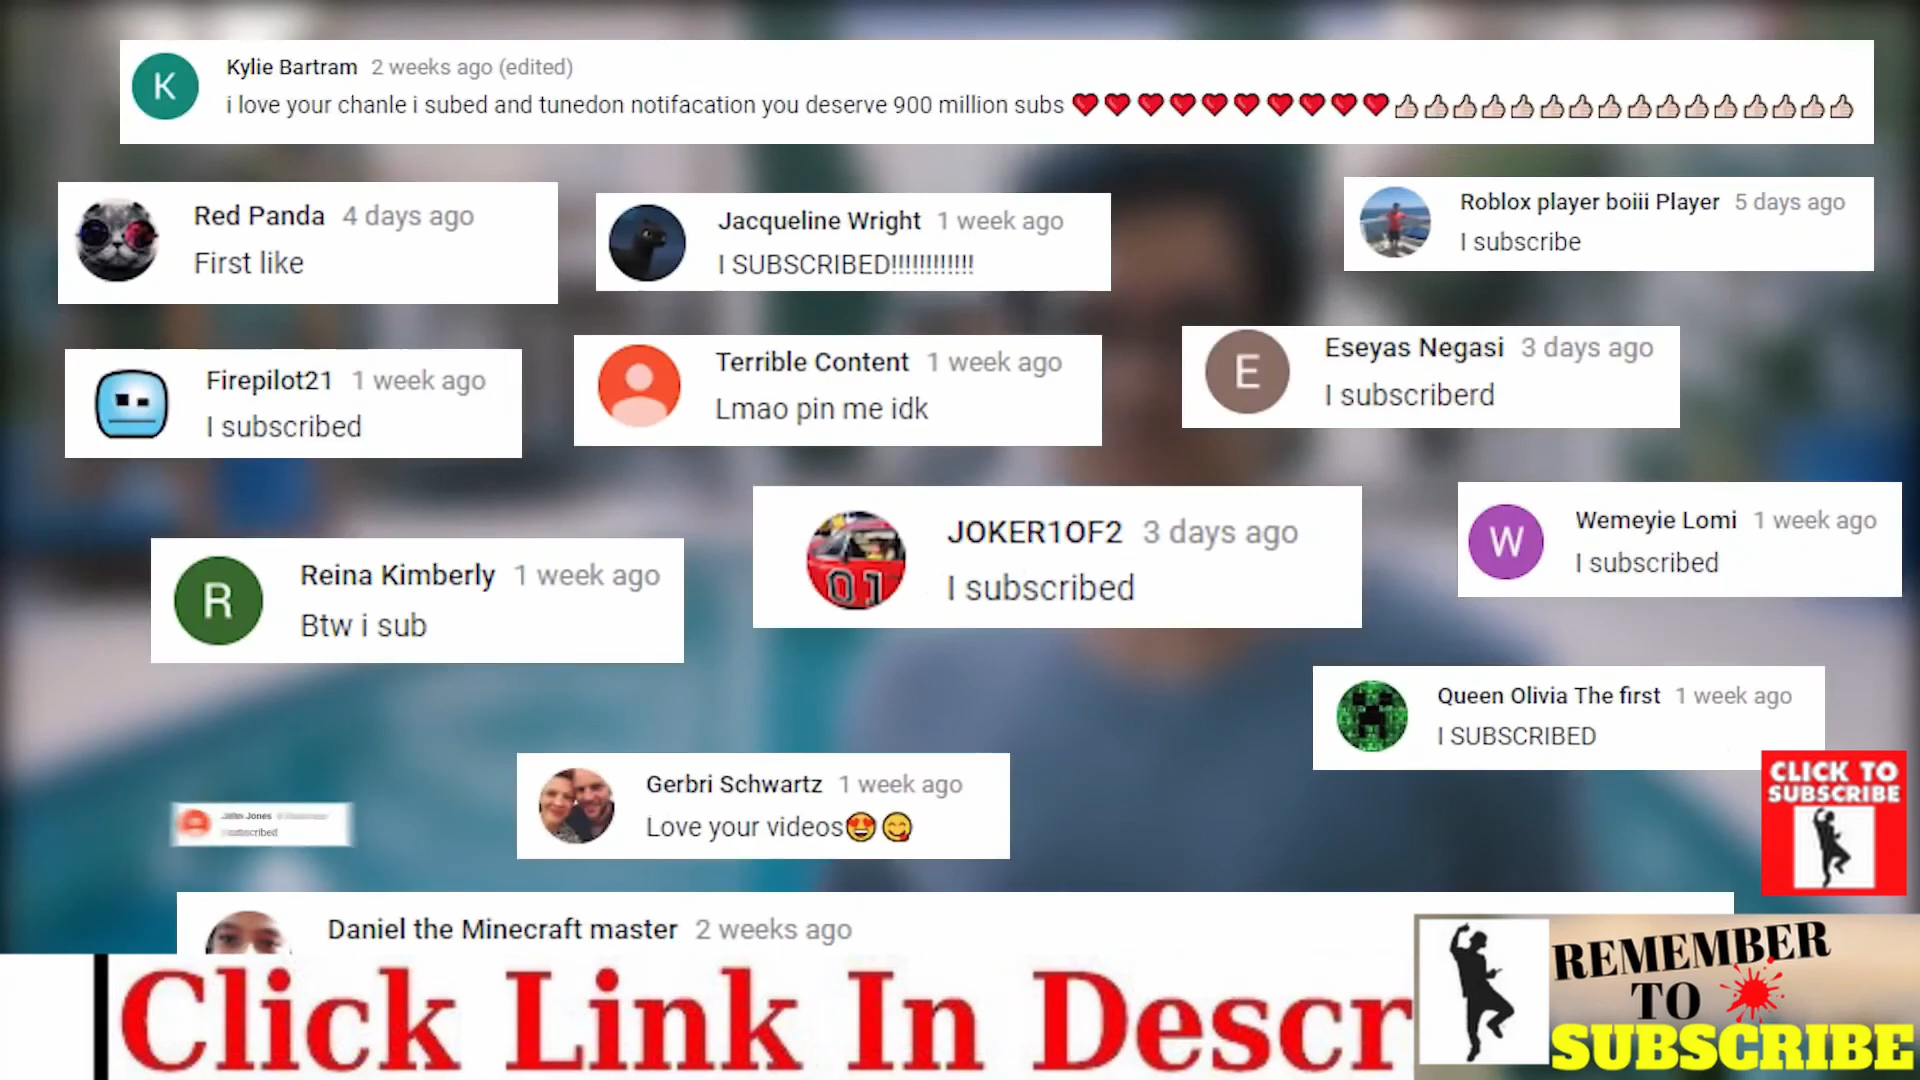 K
Kylie Bartram 2 weeks ago (edited)
i love your chanle i subed and tunedon notifacation you deserve 900 million subs ❤❤❤❤❤❤❤❤❤❤👍🏻👍🏻👍🏻👍🏻👍🏻👍🏻👍🏻👍🏻👍🏻👍🏻👍🏻👍🏻👍🏻👍🏻👍🏻👍🏻
Red Panda 4 days ago
First like
Jacqueline Wright 1 week ago
I SUBSCRIBED!!!!!!!!!!!!!
Roblox player boiii Player 5 days ago
I subscribe
Firepilot21 1 week ago
I subscribed
Terrible Content 1 week ago
Lmao pin me idk
E
Eseyas Negasi 3 days ago
I subscriberd
R
Reina Kimberly 1 week ago
Btw i sub
01
JOKER1OF2 3 days ago
I subscribed
W
Wemeyie Lomi 1 week ago
I subscribed
Queen Olivia The first 1 week ago
I SUBSCRIBED
John Jones
subscribed
Gerbri Schwartz 1 week ago
Love your videos😍😋
CLICK TO
SUBSCRIBE
Daniel the Minecraft master 2 weeks ago
Click Link In Descr
REMEMBER
TO
SUBSCRIBE